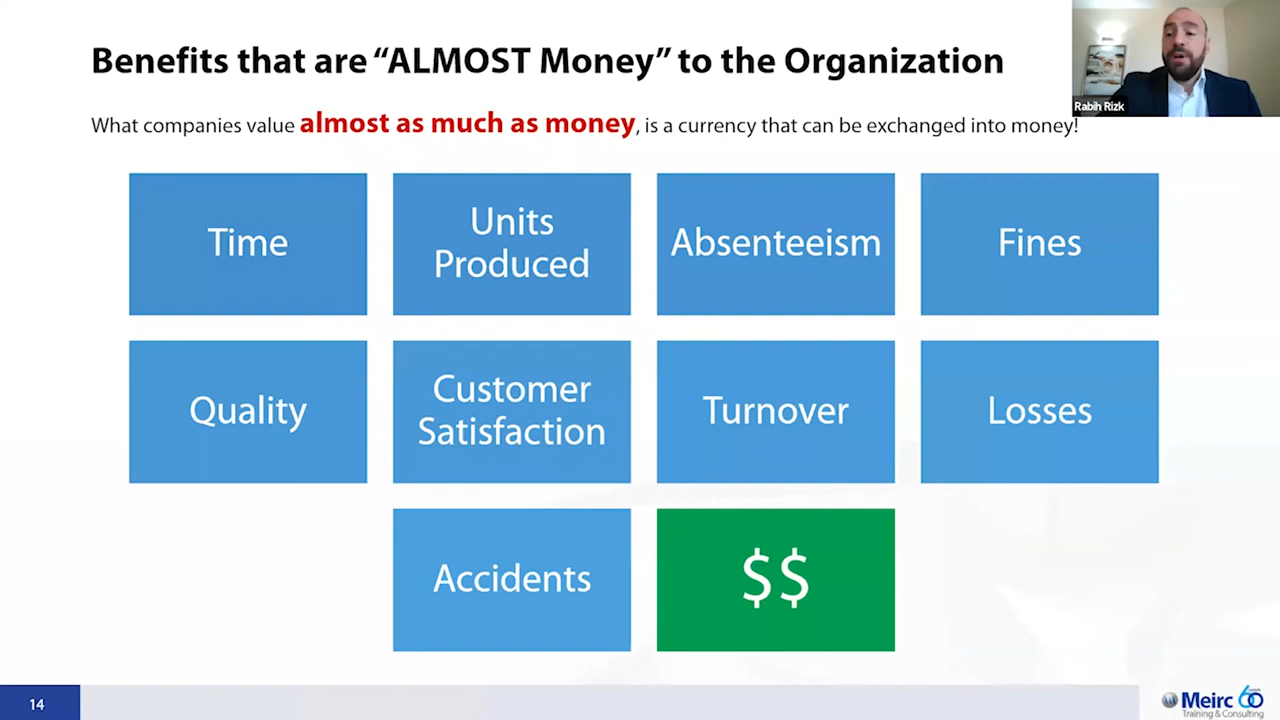 Benefits that are “ALMOST Money” to the Organization
Rabih Rizk
What companies value almost as much as money, is a currency that can be exchanged into money!
Time
Units
Produced
Absenteeism
Fines
Quality
Customer
Satisfaction
Turnover
Losses
Accidents
$$
14
Meirc 60
Training & Consulting